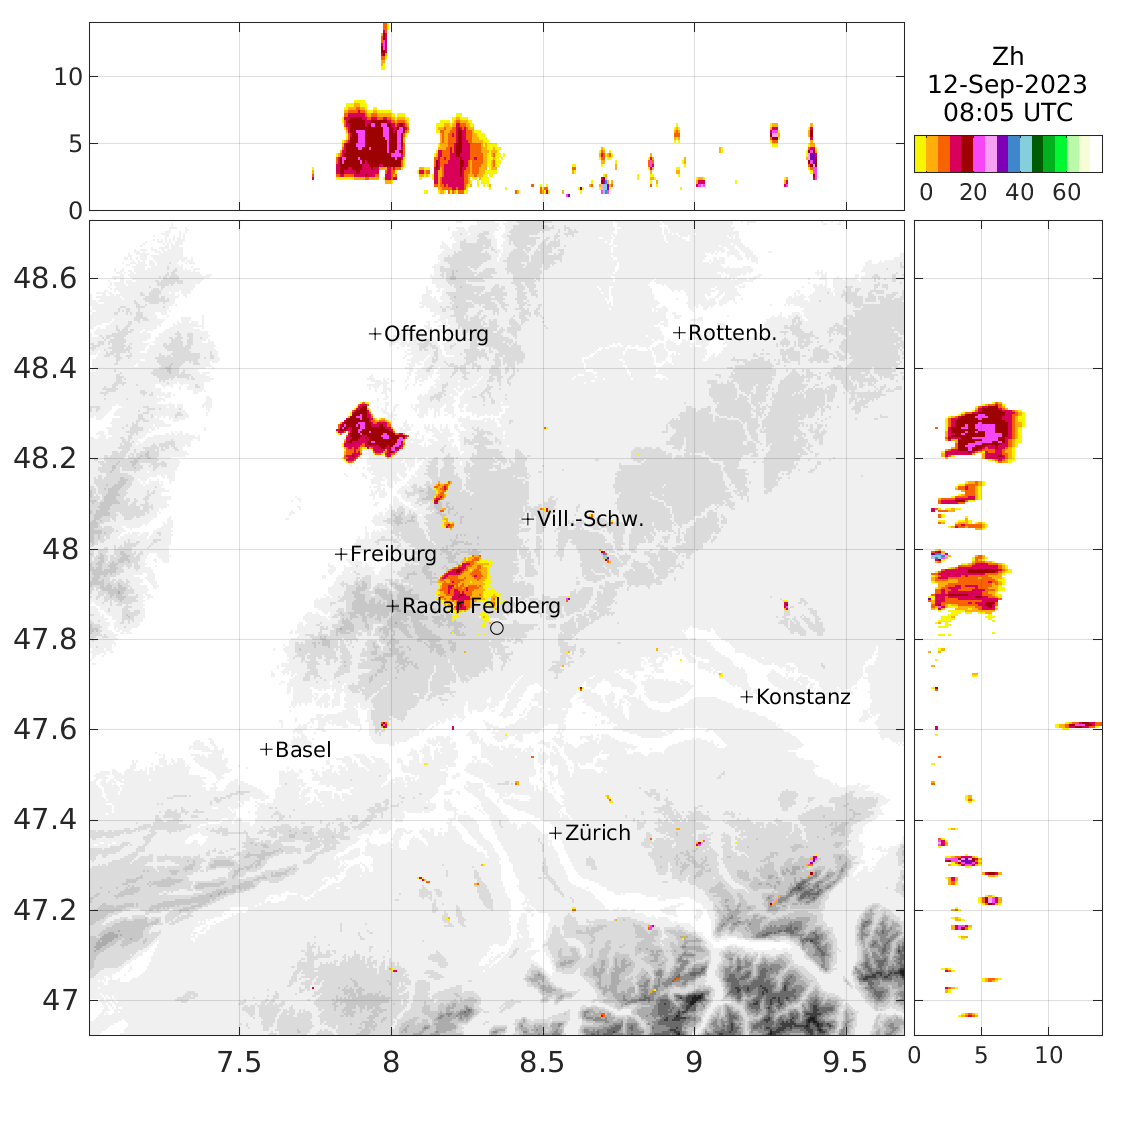 Zh
12-Sep-2023
08:05 UTC
0 20 40 60
10
5
0
48.6
48.4
48.2
48
47.8
47.6
47.4
47.2
47
+Offenburg
+Rottenb.
+Vill.-Schw.
+Freiburg
+Radar Feldberg
+Konstanz
+Basel
+Zürich
7.5 8 8.5 9 9.5
0 5 10